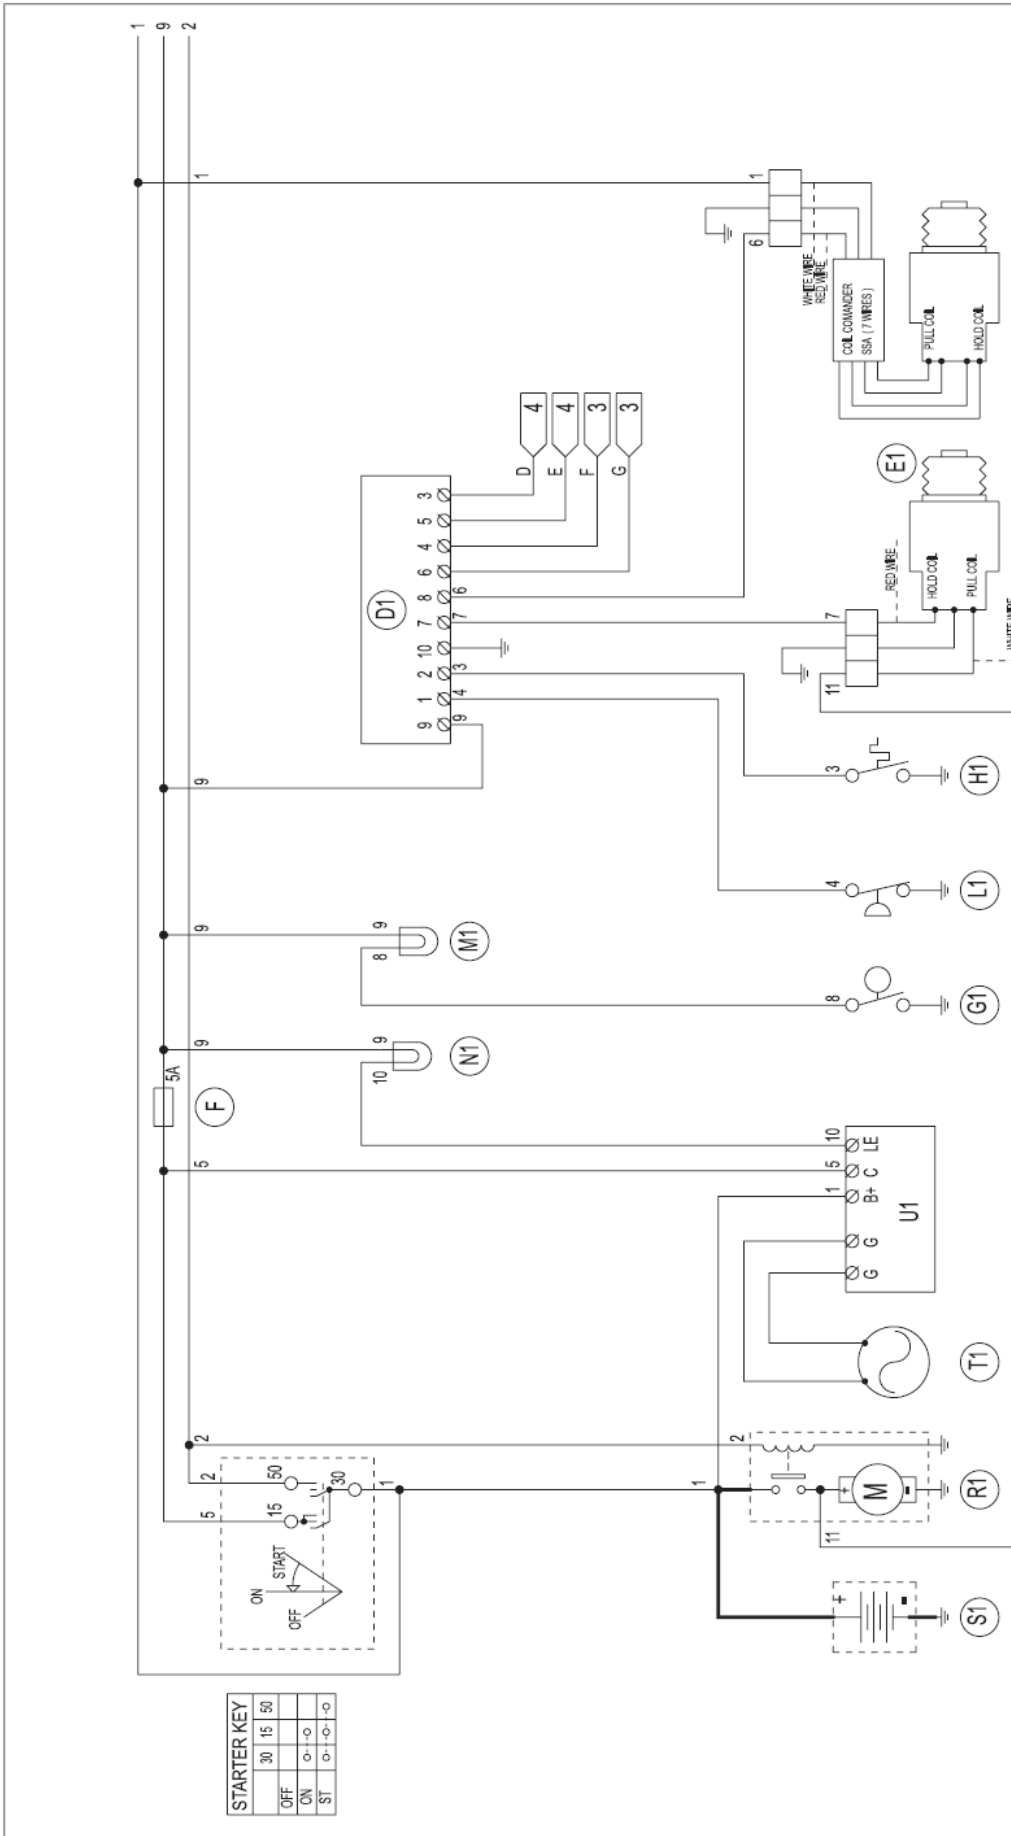 STARTER KEY
30 15 50
OFF
ON
ST
ON
OFF
START
15 50
30
5 2
1
2
1
9
2
5
5A
F
9
9
9
1
10 9
N1
8 9
M1
D1
9 1 2 10 7 8 6 4 5 3
9 4 3 7 6
D 4
E 4
F 3
G 3
1
2
11
+
-
S1
+
M
-
R1
T1
G G B+ C LE
1 5 10
U1
8
G1
4
L1
3
H1
11
7
RED WIRE
HOLD COIL
PULL COIL
E1
6
1
WHITE WIRE
RED WIRE
COIL COMANDER
SSA ( 7 WIRES )
PULL COIL
HOLD COIL